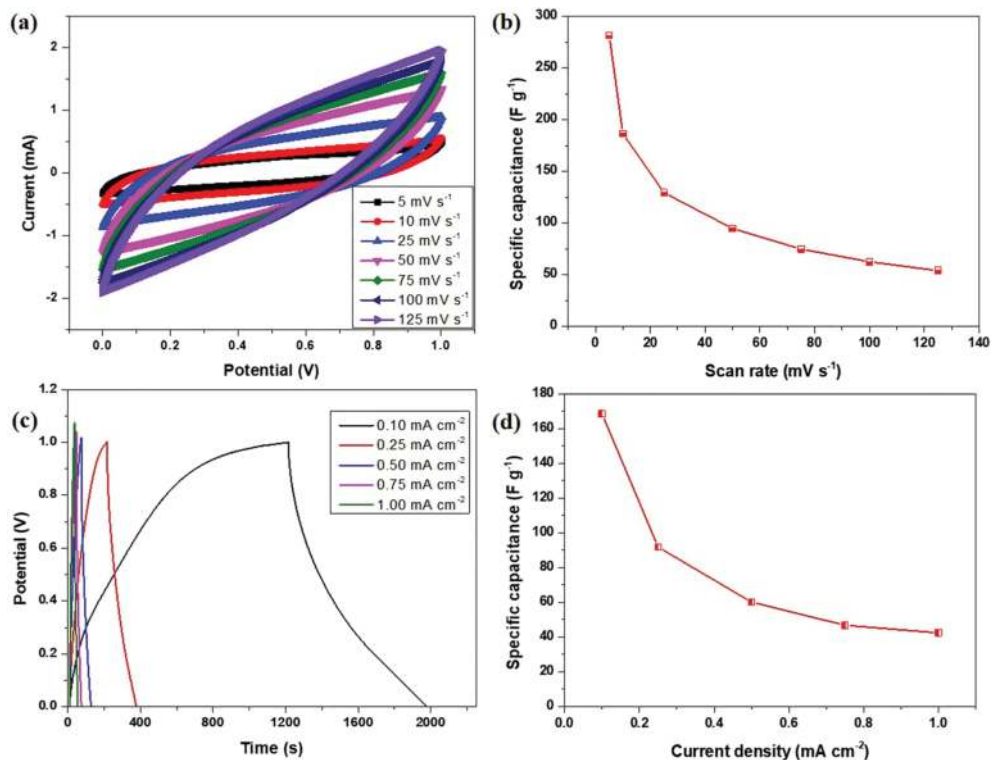 (a)
2
1
0
-1
-2
Current (mA)
5 mV s⁻¹
10 mV s⁻¹
25 mV s⁻¹
50 mV s⁻¹
75 mV s⁻¹
100 mV s⁻¹
125 mV s⁻¹
0.0 0.2 0.4 0.6 0.8 1.0
Potential (V)
(b)
300
250
200
150
100
50
0
Specific capacitance (F g⁻¹)
0 20 40 60 80 100 120 140
Scan rate (mV s⁻¹)
(c)
1.2
1.0
0.8
0.6
0.4
0.2
0.0
Potential (V)
0.10 mA cm⁻²
0.25 mA cm⁻²
0.50 mA cm⁻²
0.75 mA cm⁻²
1.00 mA cm⁻²
0 400 800 1200 1600 2000
Time (s)
(d)
180
160
140
120
100
80
60
40
20
0
Specific capacitance (F g⁻¹)
0.0 0.2 0.4 0.6 0.8 1.0
Current density (mA cm⁻²)